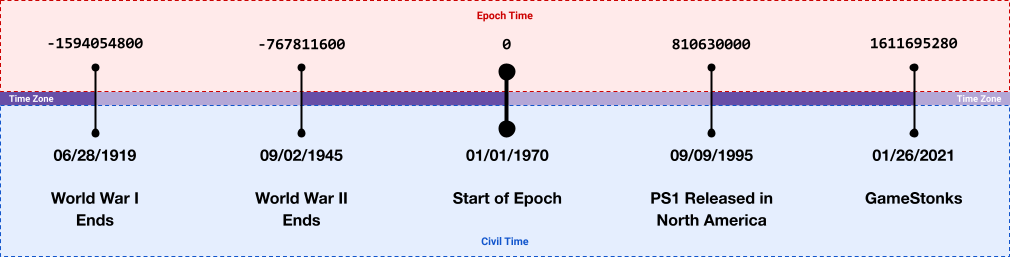 Epoch Time
-1594054800
-767811600
0
810630000
1611695280
Time Zone
Time Zone
06/28/1919
09/02/1945
01/01/1970
09/09/1995
01/26/2021
World War I
Ends
World War II
Ends
Start of Epoch
PS1 Released in
North America
GameStonks
Civil Time